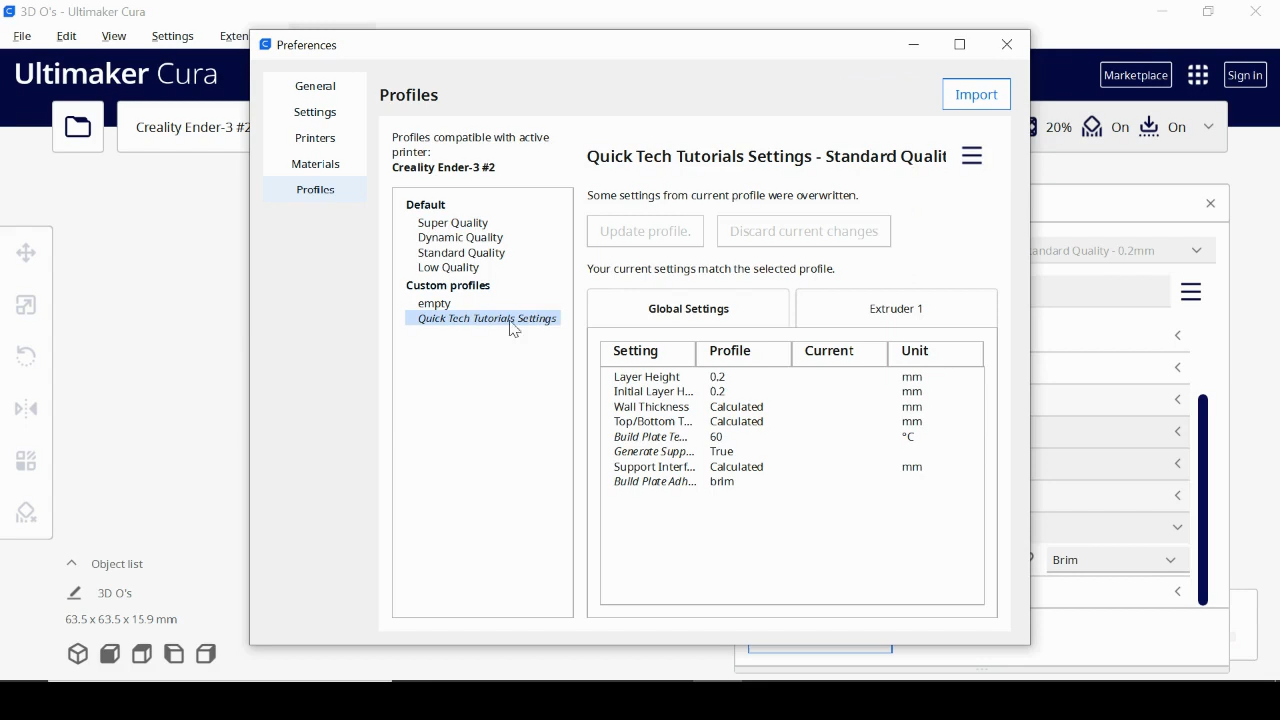 3D O's - Ultimaker Cura
File Edit View Settings Exten
Preferences
Ultimaker Cura
Marketplace
Sign in
General
Settings
Printers
Materials
Profiles
Profiles
Import
Creality Ender-3 #2
20% On On
Profiles compatible with active
printer:
Creality Ender-3 #2
Default
Super Quality
Dynamic Quality
Standard Quality
Low Quality
Custom profiles
empty
Quick Tech Tutorials Settings
Quick Tech Tutorials Settings - Standard Qualit
Some settings from current profile were overwritten.
Update profile. Discard current changes
Your current settings match the selected profile.
Global Settings Extruder 1
Setting Profile Current Unit
Layer Height 0.2 mm
Initial Layer H... 0.2 mm
Wall Thickness Calculated mm
Top/Bottom T... Calculated mm
Build Plate Te... 60 °C
Generate Supp... True
Support Interf... Calculated mm
Build Plate Adh... brim
andard Quality - 0.2mm
Brim
Object list
3D O's
63.5 x 63.5 x 15.9 mm